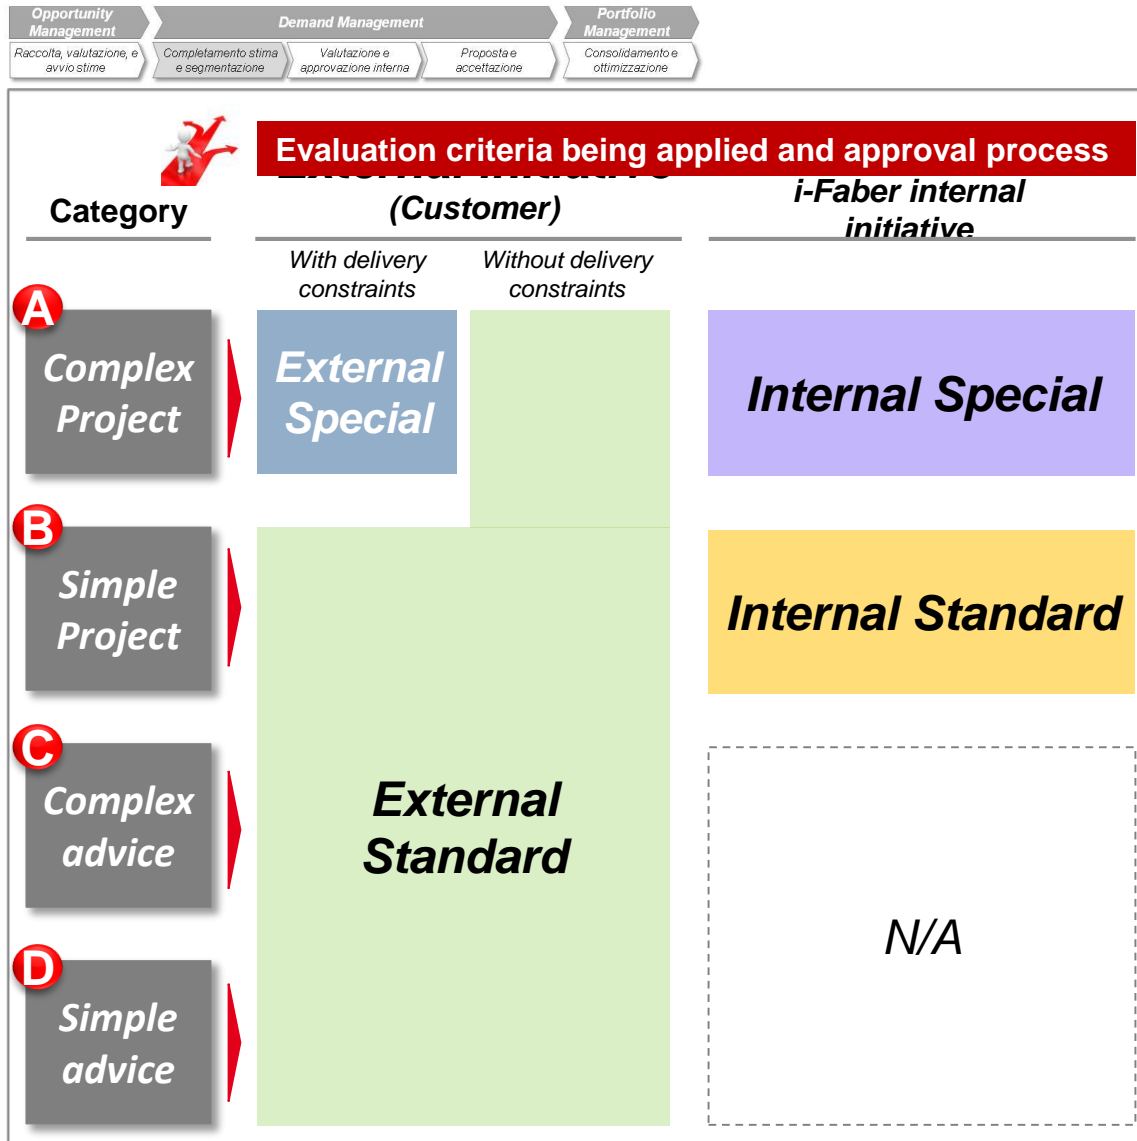 Opportunity
Management
Demand Management
Portfolio
Management
Raccolta, valutazione, e
avvio stime
Completamento stima
e segmentazione
Valutazione e
approvazione interna
Proposta e
accettazione
Consolidamento e
ottimizzazione
Evaluation criteria being applied and approval process
Category
External Initiative
(Customer)
i-Faber internal
initiative
With delivery
constraints
Without delivery
constraints
A
Complex
Project
External
Special
Internal Special
B
Simple
Project
Internal Standard
C
Complex
advice
External
Standard
N/A
D
Simple
advice